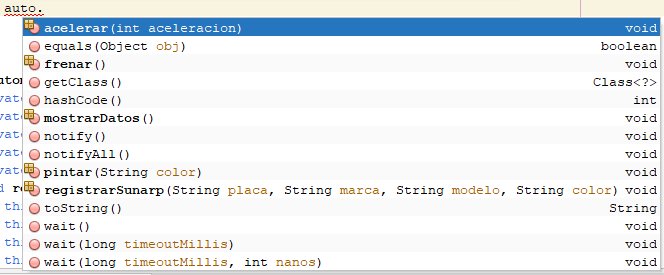 auto.
acelerar(int aceleracion) void
equals(Object obj) boolean
frenar() void
getClass() Class<?>
hashCode() int
mostrarDatos() void
notify() void
notifyAll() void
pintar(String color) void
registrarSunarp(String placa, String marca, String modelo, String color) void
toString() String
wait() void
wait(long timeoutMillis) void
wait(long timeoutMillis, int nanos) void